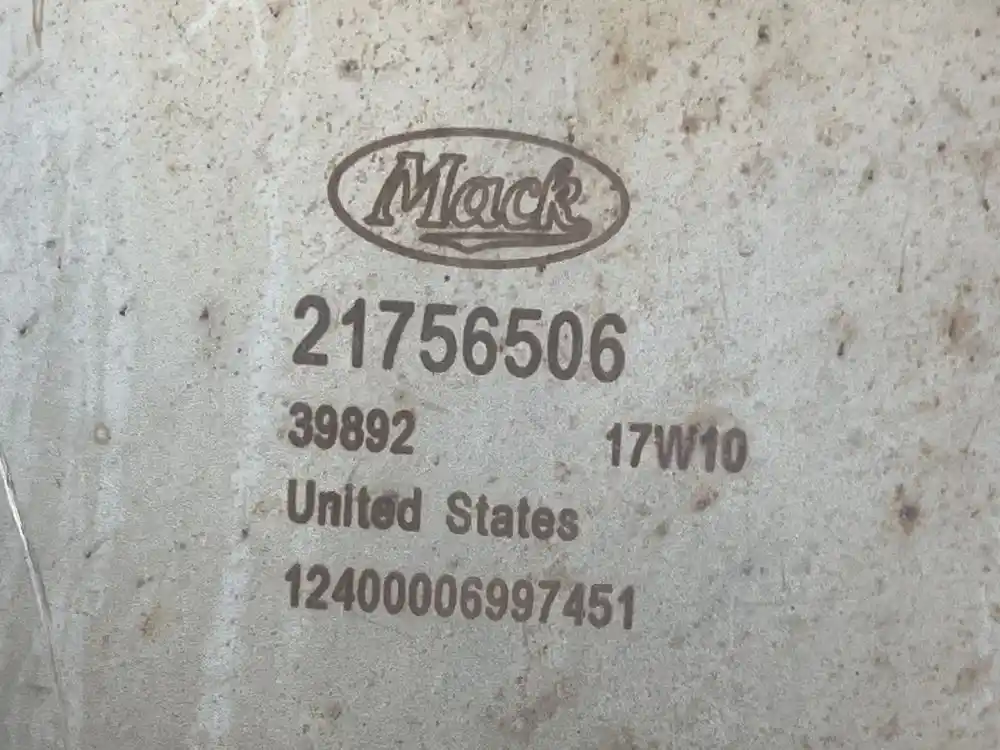 Mack
21756506
39892 17W10
United States
12400006997451